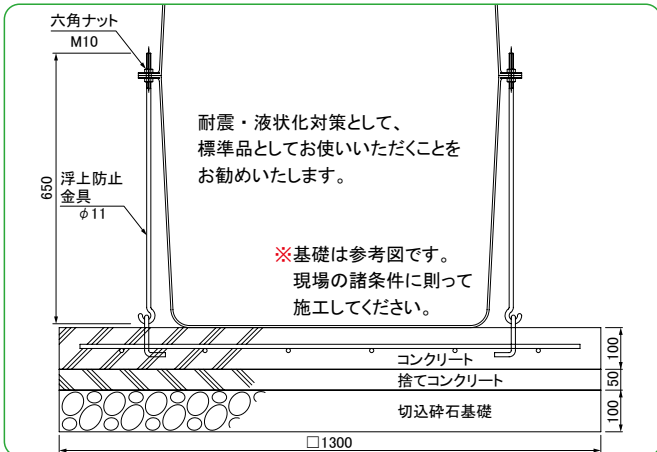 六角ナット
M10
耐震・液状化対策として、
標準品としてお使いいただくことを
お勧めいたします。
650
浮上防止
金具
φ11
※基礎は参考図です。
現場の諸条件に則って
施工してください。
コンクリート
100
捨てコンクリート
50
切込砕石基礎
100
□1300